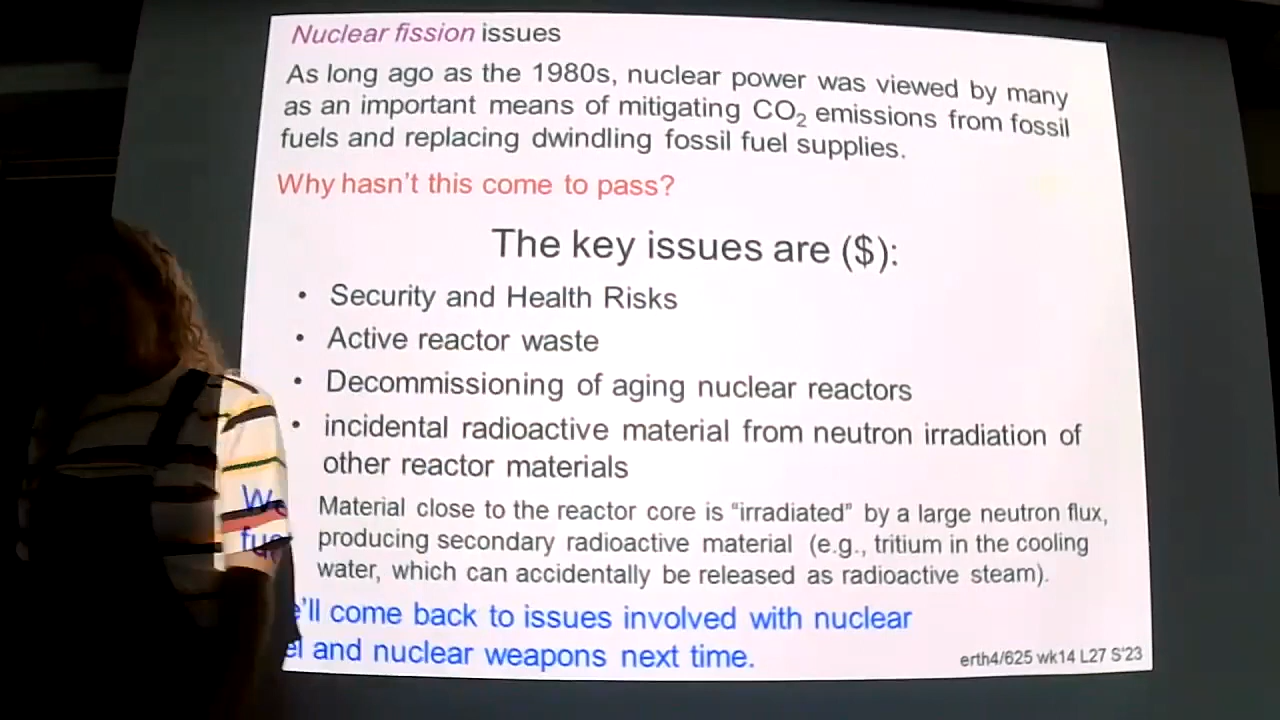 Nuclear fission issues
As long ago as the 1980s, nuclear power was viewed by many
as an important means of mitigating CO₂ emissions from fossil
fuels and replacing dwindling fossil fuel supplies.
Why hasn't this come to pass?
The key issues are ($):
• Security and Health Risks
• Active reactor waste
• Decommissioning of aging nuclear reactors
• incidental radioactive material from neutron irradiation of
other reactor materials
Material close to the reactor core is "irradiated" by a large neutron flux,
producing secondary radioactive material (e.g., tritium in the cooling
water, which can accidentally be released as radioactive steam).
We'll come back to issues involved with nuclear
fuel and nuclear weapons next time.
erth4/625 wk14 L27 S'23